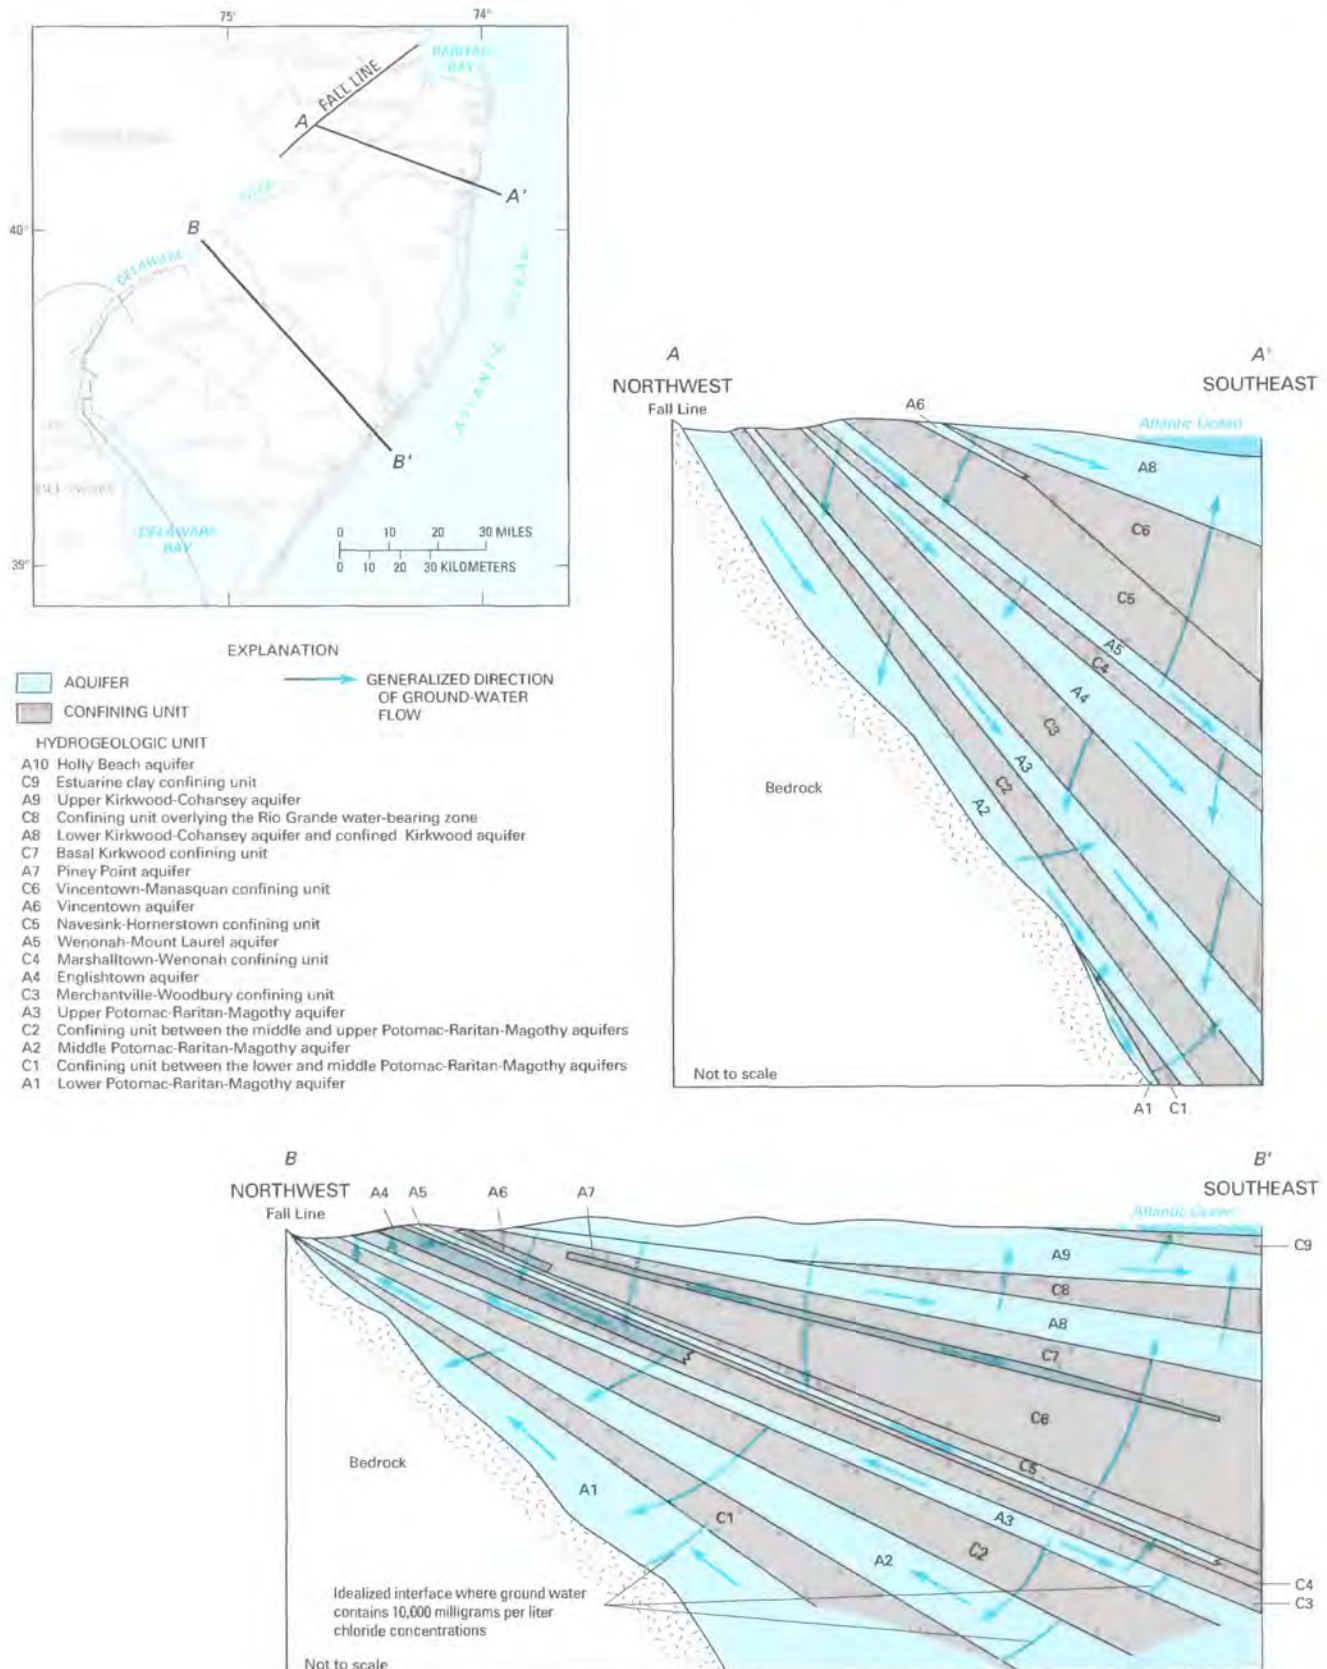 75°
74°
RARITAN
BAY
FALL LINE
A
A'
RIVER
40°
B
DELAWARE
ATLANTIC OCEAN
B'
DELAWARE
DELAWARE
BAY
0 10 20 30 MILES
0 10 20 30 KILOMETERS
39°
EXPLANATION
AQUIFER
CONFINING UNIT
GENERALIZED DIRECTION
OF GROUND-WATER
FLOW
HYDROGEOLOGIC UNIT
A10 Holly Beach aquifer
C9 Estuarine clay confining unit
A9 Upper Kirkwood-Cohansey aquifer
C8 Confining unit overlying the Rio Grande water-bearing zone
A8 Lower Kirkwood-Cohansey aquifer and confined Kirkwood aquifer
C7 Basal Kirkwood confining unit
A7 Piney Point aquifer
C6 Vincentown-Manasquan confining unit
A6 Vincentown aquifer
C5 Navesink-Hornerstown confining unit
A5 Wenonah-Mount Laurel aquifer
C4 Marshalltown-Wenonah confining unit
A4 Englishtown aquifer
C3 Merchantville-Woodbury confining unit
A3 Upper Potomac-Raritan-Magothy aquifer
C2 Confining unit between the middle and upper Potomac-Raritan-Magothy aquifers
A2 Middle Potomac-Raritan-Magothy aquifer
C1 Confining unit between the lower and middle Potomac-Raritan-Magothy aquifers
A1 Lower Potomac-Raritan-Magothy aquifer
A
A'
NORTHWEST
SOUTHEAST
Fall Line
A6
Atlantic Ocean
A8
C6
C5
A5
C4
A4
C3
A3
C2
A2
Bedrock
Not to scale
A1 C1
B
B'
NORTHWEST A4 A5 A6 A7
SOUTHEAST
Fall Line
Atlantic Ocean
C9
A9
C8
A8
C7
C6
C5
Bedrock
A1
C1
A3
C2
A2
C4
C3
Idealized interface where ground water
contains 10,000 milligrams per liter
chloride concentrations
Not to scale